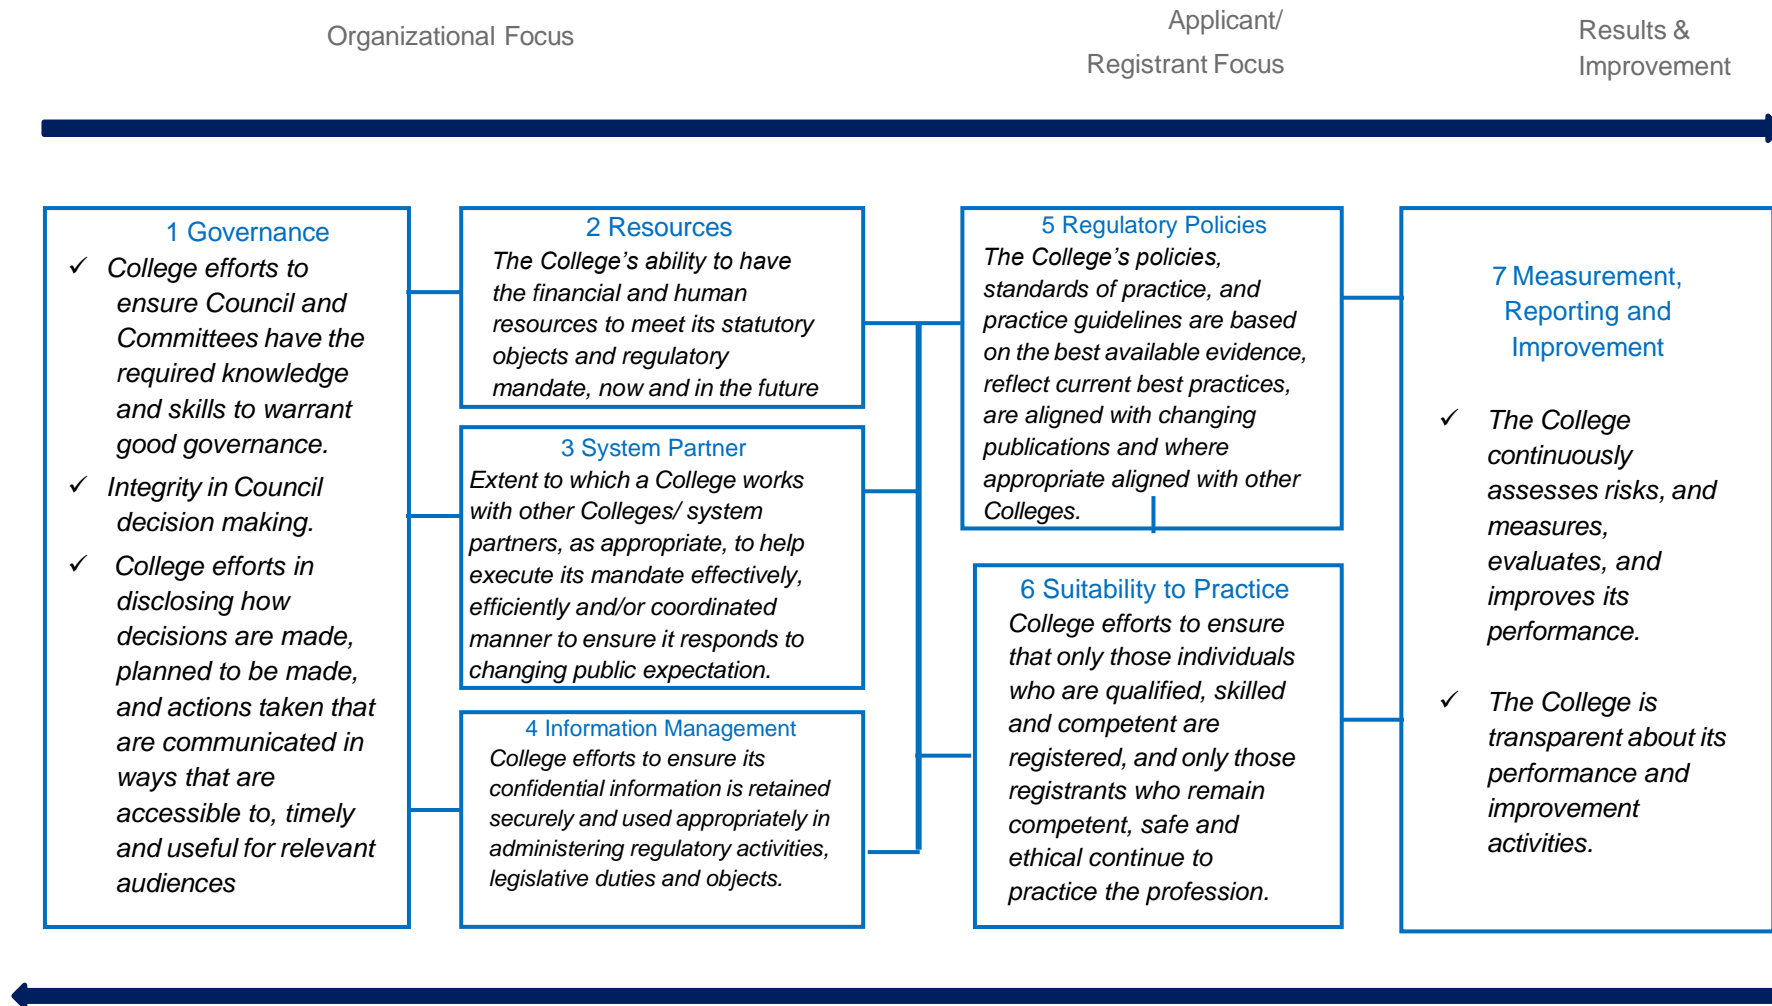 Organizational Focus
Applicant/
Registrant Focus
Results &
Improvement
1 Governance
✓ College efforts to
ensure Council and
Committees have the
required knowledge
and skills to warrant
good governance.
✓ Integrity in Council
decision making.
✓ College efforts in
disclosing how
decisions are made,
planned to be made,
and actions taken that
are communicated in
ways that are
accessible to, timely
and useful for relevant
audiences
2 Resources
The College’s ability to have
the financial and human
resources to meet its statutory
objects and regulatory
mandate, now and in the future
3 System Partner
Extent to which a College works
with other Colleges/ system
partners, as appropriate, to help
execute its mandate effectively,
efficiently and/or coordinated
manner to ensure it responds to
changing public expectation.
4 Information Management
College efforts to ensure its
confidential information is retained
securely and used appropriately in
administering regulatory activities,
legislative duties and objects.
5 Regulatory Policies
The College’s policies,
standards of practice, and
practice guidelines are based
on the best available evidence,
reflect current best practices,
are aligned with changing
publications and where
appropriate aligned with other
Colleges.
6 Suitability to Practice
College efforts to ensure
that only those individuals
who are qualified, skilled
and competent are
registered, and only those
registrants who remain
competent, safe and
ethical continue to
practice the profession.
7 Measurement,
Reporting and
Improvement
✓ The College
continuously
assesses risks, and
measures,
evaluates, and
improves its
performance.
✓ The College is
transparent about its
performance and
improvement
activities.